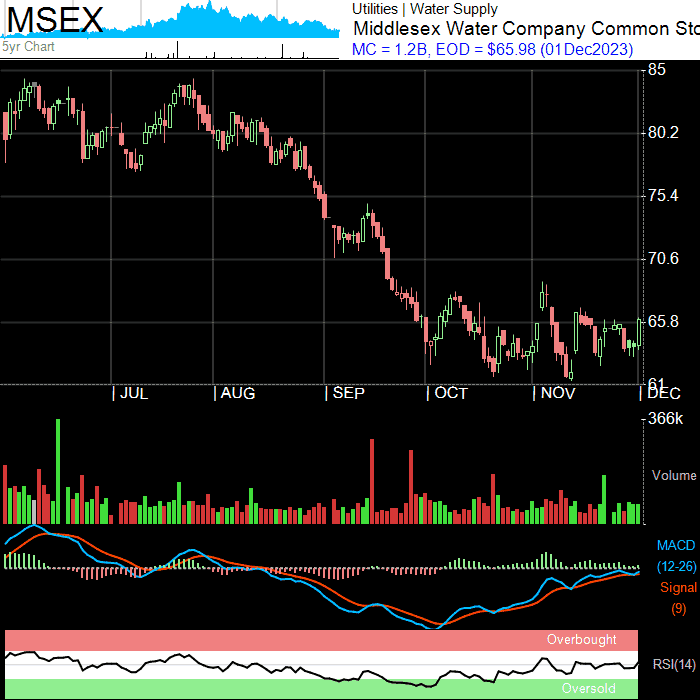 MSEX
5yr Chart
Utilities | Water Supply
Middlesex Water Company Common Sto
MC = 1.2B, EOD = $65.98 (01Dec2023)
85
80.2
75.4
70.6
65.8
61
JUL AUG SEP OCT NOV DEC
366k
Volume
MACD
(12-26)
Signal
(9)
Overbought
RSI(14)
Oversold